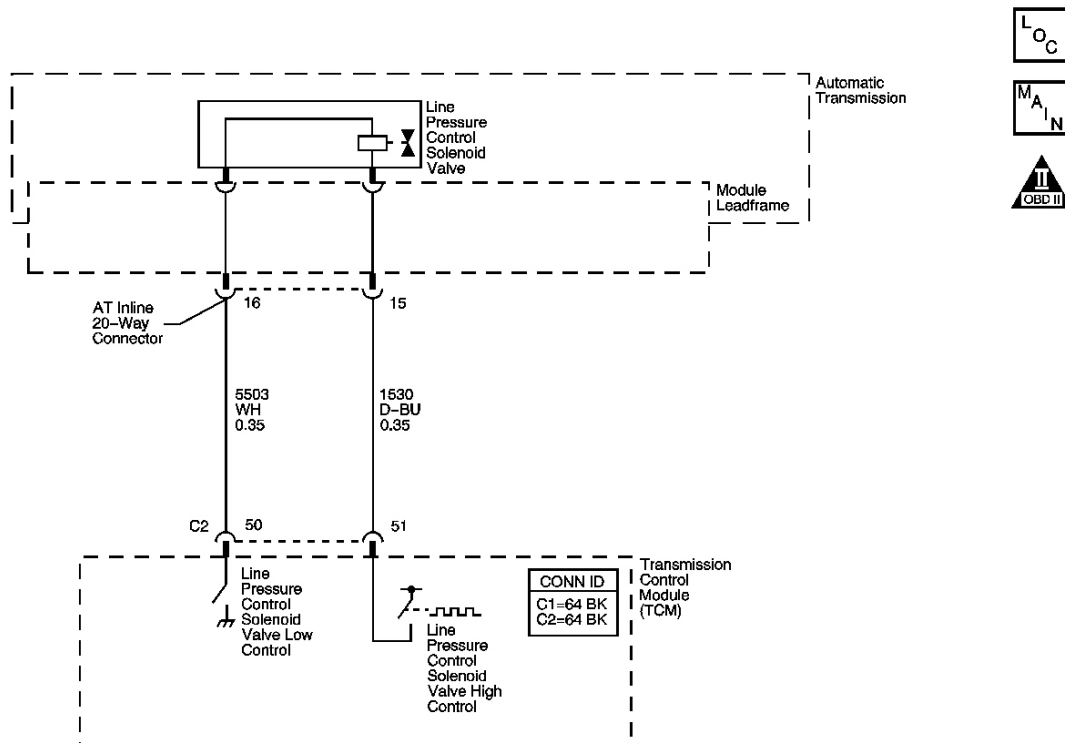 L
O
C
M
A
I
N
II
OBD II
Automatic
Transmission
Line
Pressure
Control
Solenoid
Valve
Module
Leadframe
AT Inline
20-Way
Connector
16
15
5503
WH
0.35
1530
D-BU
0.35
C2
50
51
Line
Pressure
Control
Solenoid
Valve Low
Control
Line
Pressure
Control
Solenoid
Valve High
Control
CONN ID
C1=64 BK
C2=64 BK
Transmission
Control
Module
(TCM)